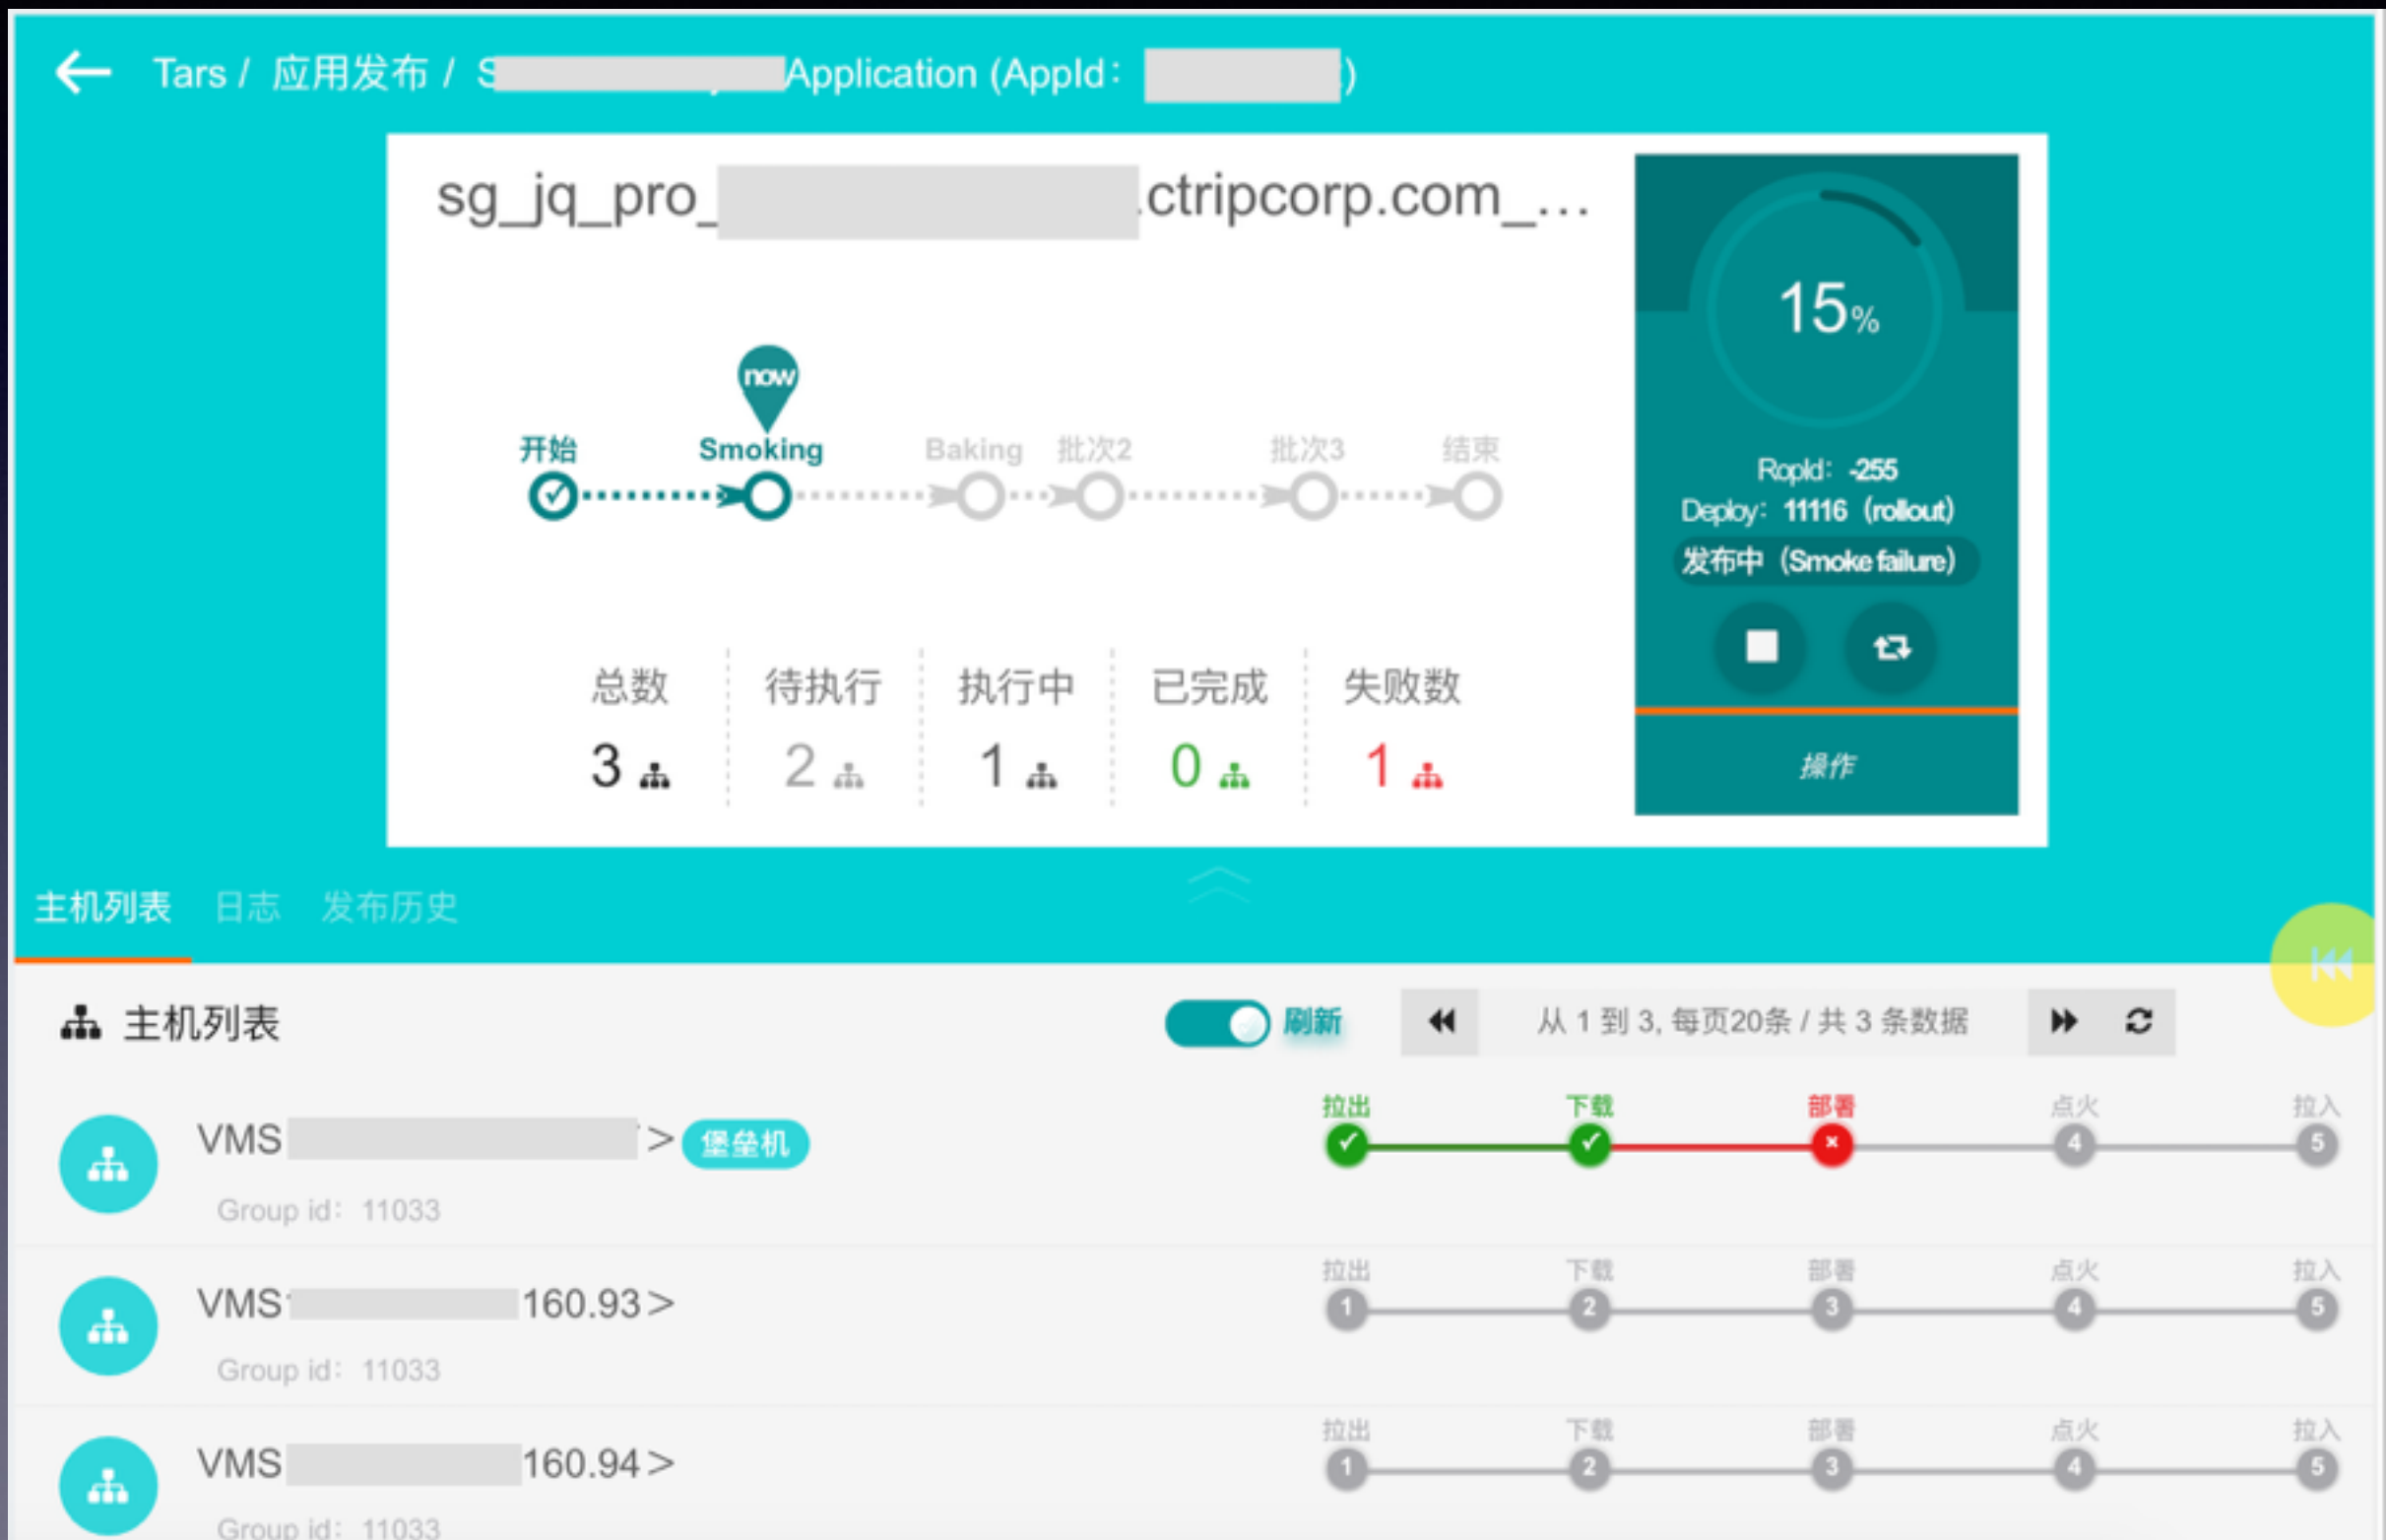 Tars / 应用发布 / S Application (AppId： )
sg_jq_pro_ .ctripcorp.com_...
15%
now
开始 Smoking Baking 批次2 批次3 结束
RopId： -255
Deploy： 11116（rollout）
发布中（Smoke failure）
总数 待执行 执行中 已完成 失败数
3 2 1 0 1
操作
主机列表 日志 发布历史
主机列表 刷新 从 1 到 3, 每页20条 / 共 3 条数据
拉出 下载 部署 点火 拉入
VMS > 堡垒机 4 5
Group id： 11033
拉出 下载 部署 点火 拉入
VMS 160.93 > 1 2 3 4 5
Group id： 11033
拉出 下载 部署 点火 拉入
VMS 160.94 > 1 2 3 4 5
Group id： 11033